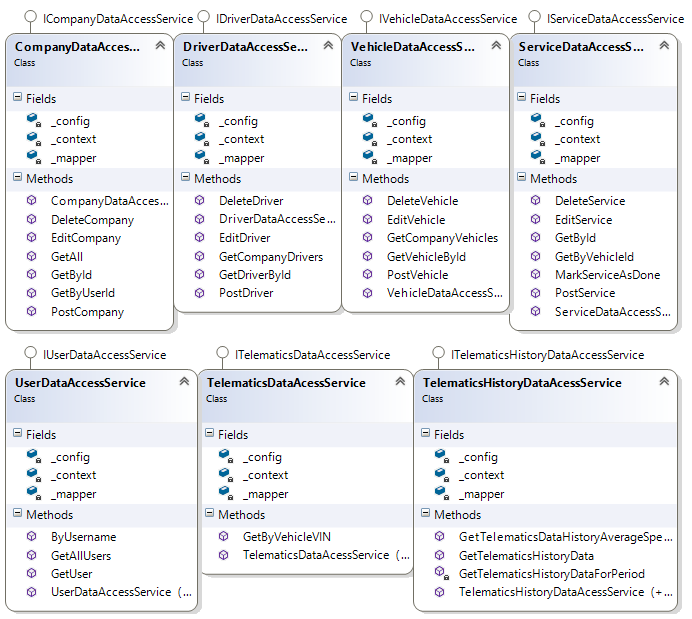 ICompanyDataAccessService
IDriverDataAccessService
IVehicleDataAccessService
IServiceDataAccessService
CompanyDataAcces...
Class
Fields
_config
_context
_mapper
Methods
CompanyDataAcces...
DeleteCompany
EditCompany
GetAll
GetById
GetByUserId
PostCompany
DriverDataAccessSe...
Class
Fields
_config
_context
_mapper
Methods
DeleteDriver
DriverDataAccessSe...
EditDriver
GetCompanyDrivers
GetDriverById
PostDriver
VehicleDataAccessS...
Class
Fields
_config
_context
_mapper
Methods
DeleteVehicle
EditVehicle
GetCompanyVehicles
GetVehicleById
PostVehicle
VehicleDataAccessS...
ServiceDataAccessS...
Class
Fields
_config
_context
_mapper
Methods
DeleteService
EditService
GetById
GetByVehicleId
MarkServiceAsDone
PostService
ServiceDataAccessS...
IUserDataAccessService
ITelematicsDataAccessService
ITelematicsHistoryDataAccessService
UserDataAccessService
Class
Fields
_config
_context
_mapper
Methods
ByUsername
GetAllUsers
GetUser
UserDataAccessService (...
TelematicsDataAcessService
Class
Fields
_config
_context
_mapper
Methods
GetByVehicleVIN
TelematicsDataAcessService (...
TelematicsHistoryDataAcessService
Class
Fields
_config
_context
_mapper
Methods
GetTelematicsDataHistoryAverageSpe...
GetTelematicsHistoryData
GetTelematicsHistoryDataForPeriod
TelematicsHistoryDataAcessService (+...